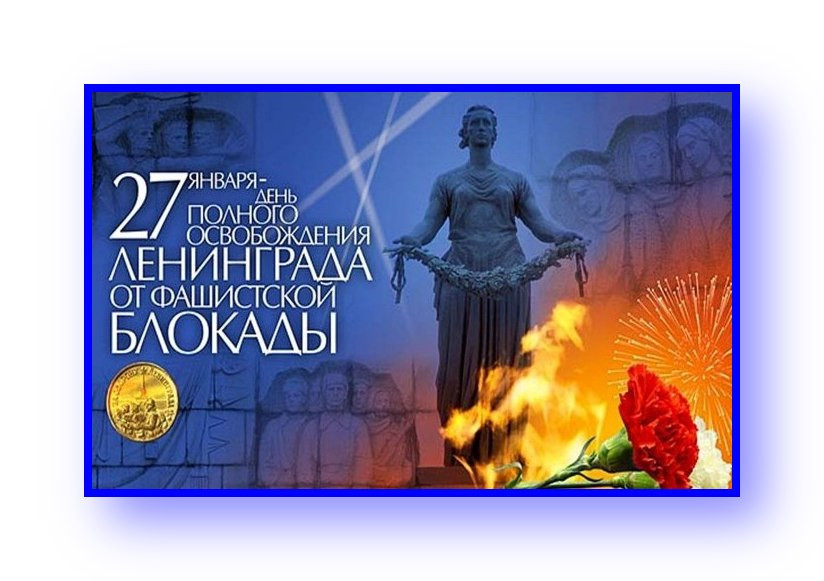 27 ЯНВАРЯ-
ДЕНЬ
ПОЛНОГО
ОСВОБОЖДЕНИЯ
ЛЕНИНГРАДА
ОТ ФАШИСТСКОЙ
БЛОКАДЫ